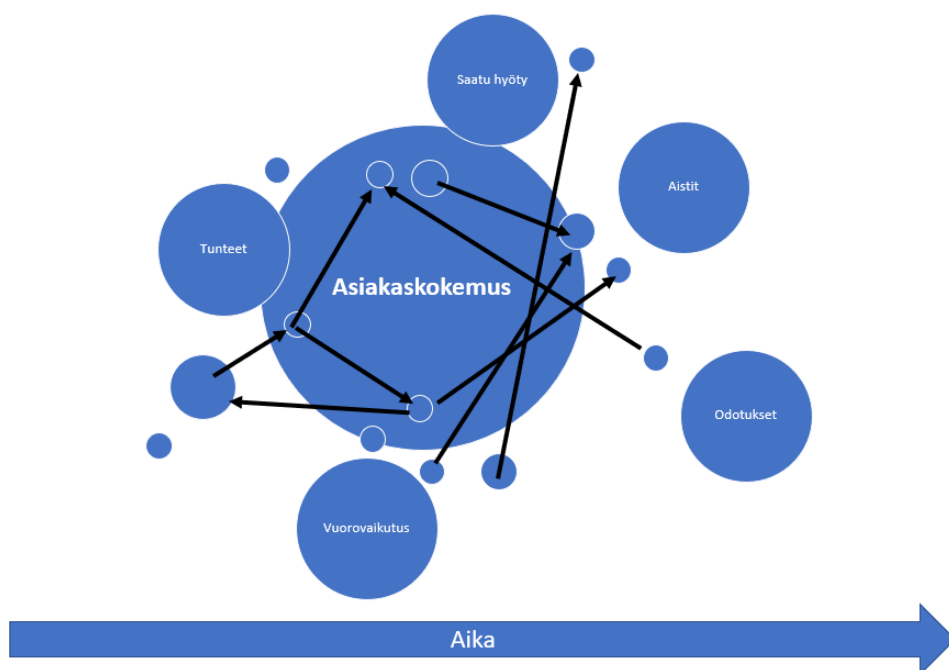 Saatu hyöty
Aistit
Tunteet
Asiakaskokemus
Odotukset
Vuorovaikutus
Aika